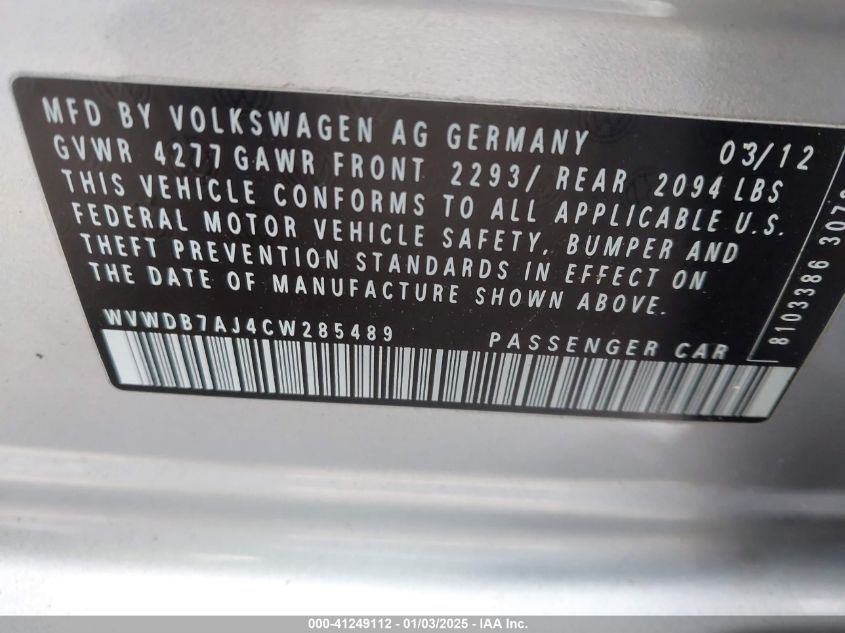 MFD BY VOLKSWAGEN AG GERMANY 03/12
GVWR 4277 GAWR FRONT 2293/ REAR 2094 LBS
THIS VEHICLE CONFORMS TO ALL APPLICABLE U.S.
FEDERAL MOTOR VEHICLE SAFETY, BUMPER AND
THEFT PREVENTION STANDARDS IN EFFECT ON
THE DATE OF MANUFACTURE SHOWN ABOVE.
WVWDB7AJ4CW285489 PASSENGER CAR
8103386
000-41249112 - 01/03/2025 - IAA Inc.